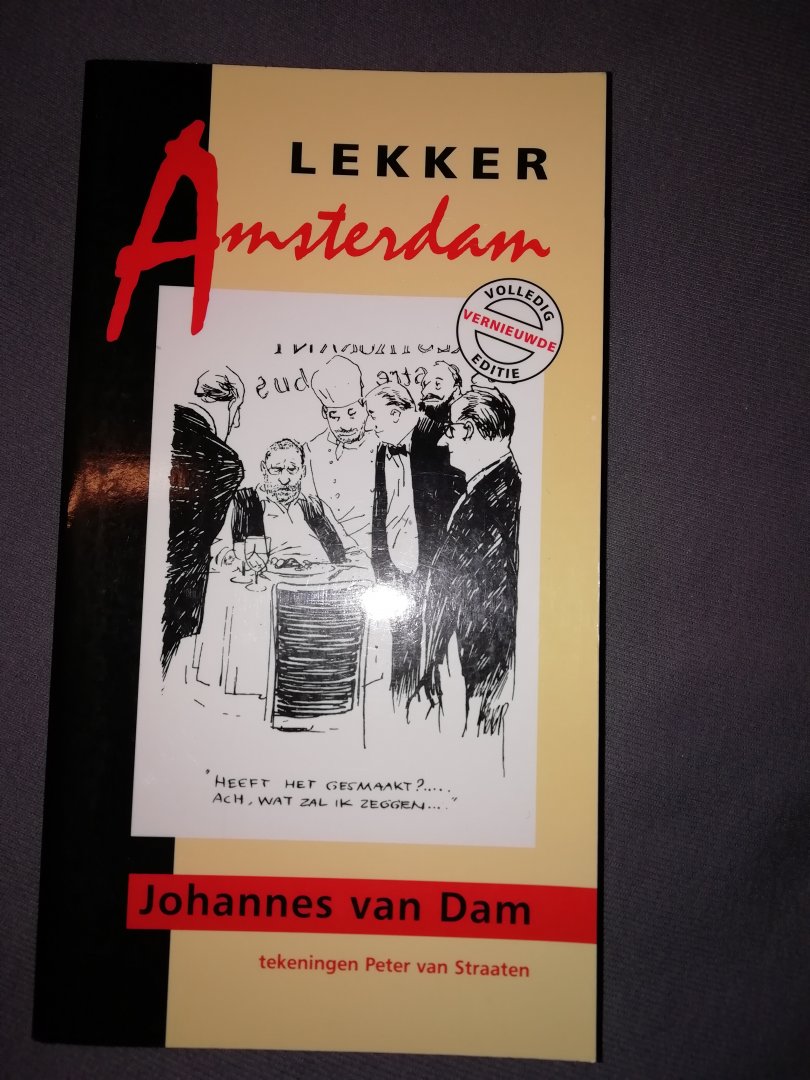 LEKKER
Amsterdam
VOLLEDIG
VERNIEUWDE
EDITIE
"HEEFT HET GESMAAKT?.....
ACH, WAT ZAL IK ZEGGEN...."
Johannes van Dam
tekeningen Peter van Straaten